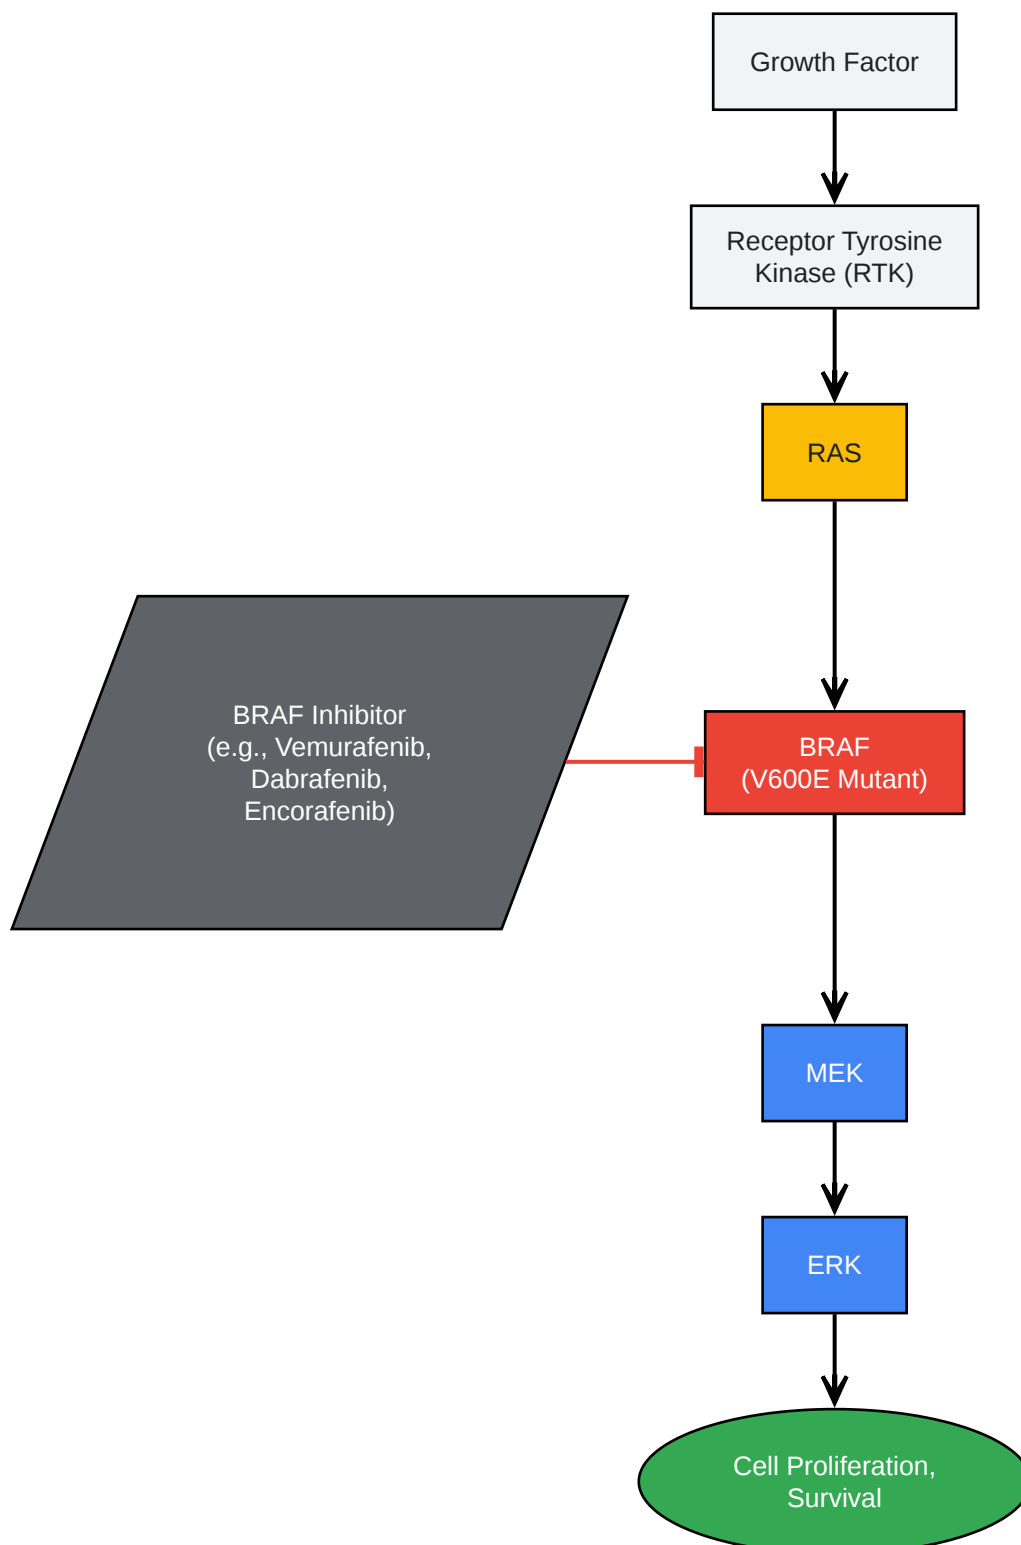 Growth Factor
Receptor Tyrosine
Kinase (RTK)
RAS
BRAF Inhibitor
(e.g., Vemurafenib,
Dabrafenib,
Encorafenib)
BRAF
(V600E Mutant)
MEK
ERK
Cell Proliferation,
Survival